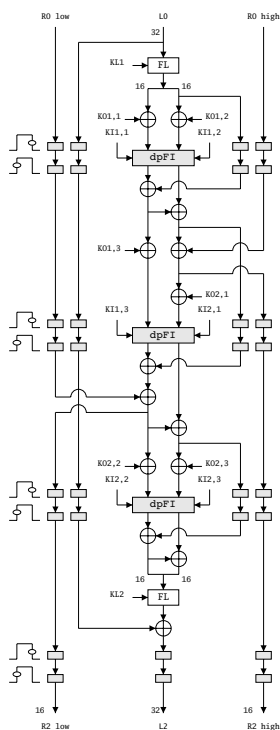 R0 low L0 R0 high
32
KL1 FL
16 16
KO1,1 KO1,2
KI1,1 KI1,2
dpFI
KO1,3
KO2,1
KI1,3 KI2,1
dpFI
KO2,2 KO2,3
KI2,2 KI2,3
dpFI
16 16
KL2 FL
16 32 16
R2 low L2 R2 high